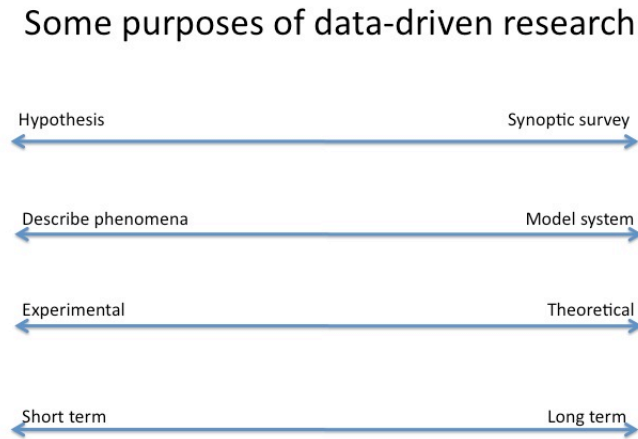 Some purposes of data-driven research
Hypothesis Synoptic survey
Describe phenomena Model system
Experimental Theoretical
Short term Long term